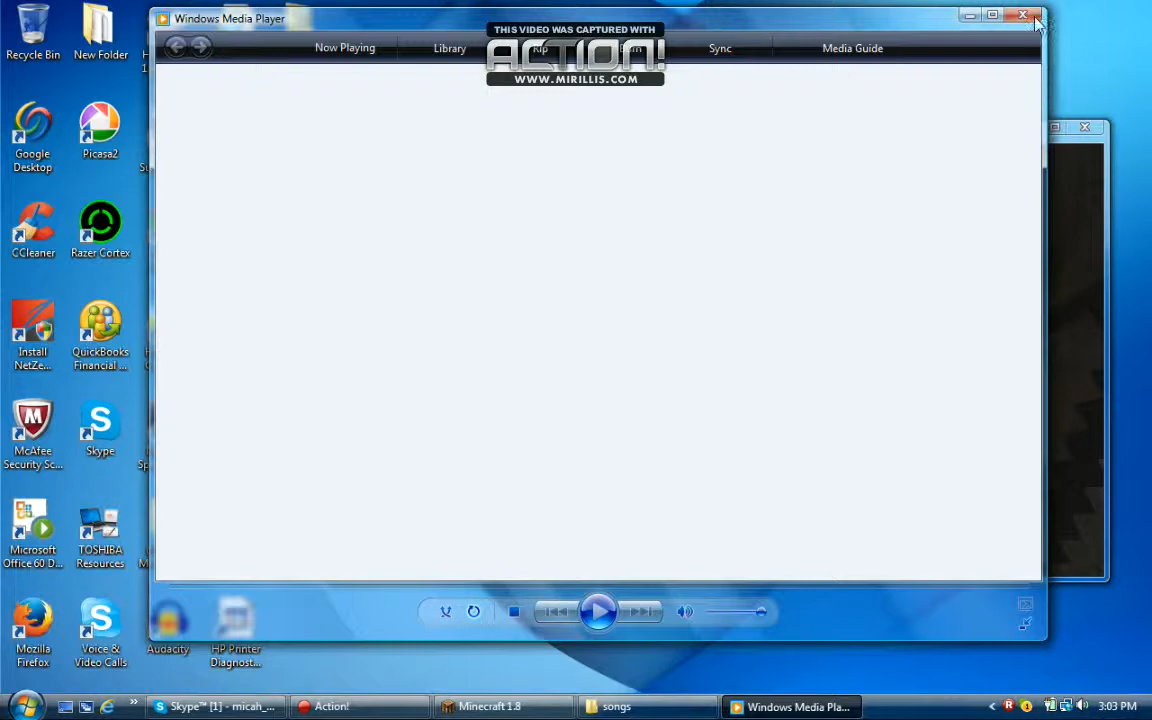 Windows Media Player
THIS VIDEO WAS CAPTURED WITH
ACTION!
WWW.MIRILLIS.COM
Now Playing
Library
Rip
Sync
Media Guide
Recycle Bin
New Folder
Google
Desktop
Picasa2
CCleaner
Razer Cortex
Install
NetZe...
QuickBooks
Financial ...
McAfee
Security Sc...
Skype
Microsoft
Office 60 D...
TOSHIBA
Resources
Mozilla
Firefox
Voice &
Video Calls
Audacity
HP Printer
Diagnost...
Skype™ [1] - micah_...
Action!
Minecraft 1.8
songs
Windows Media Pla...
3:03 PM